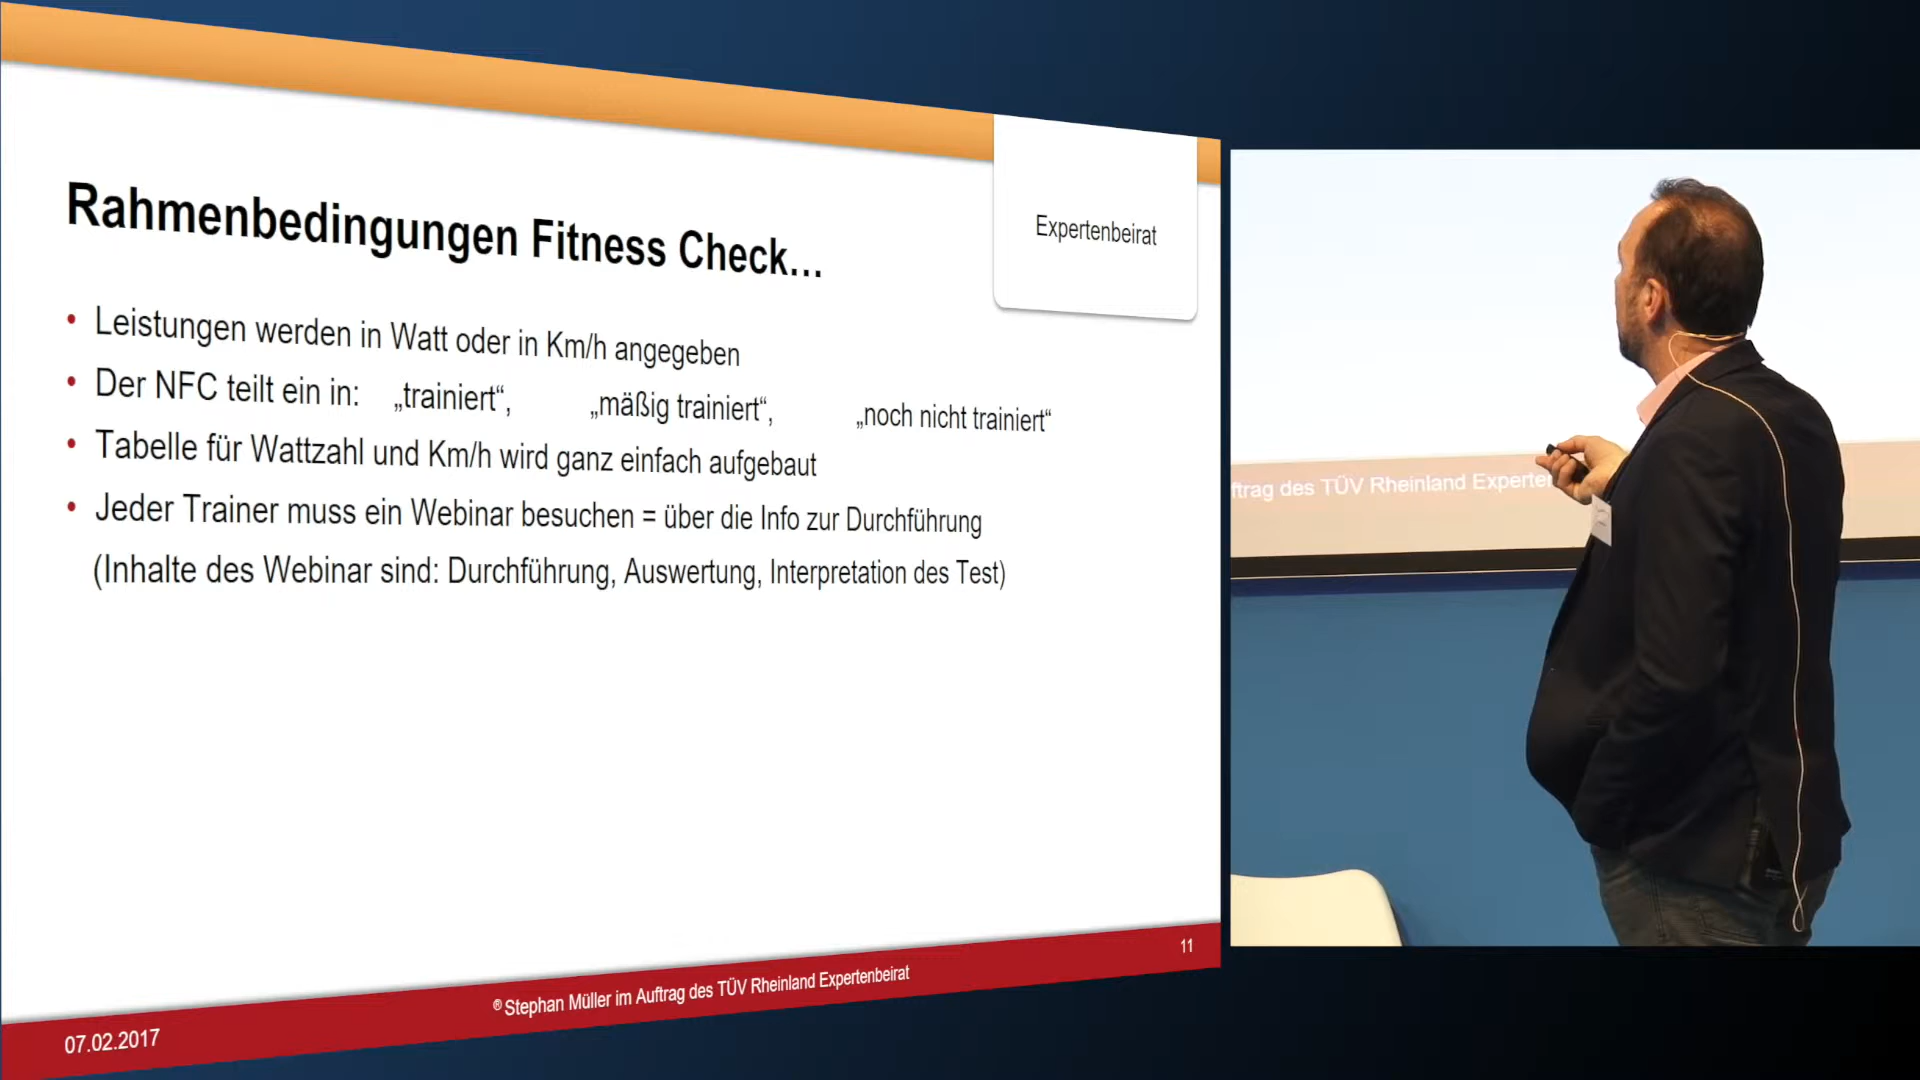 Expertenbeirat
Rahmenbedingungen Fitness Check...
• Leistungen werden in Watt oder in Km/h angegeben
• Der NFC teilt ein in: „trainiert“, „mäßig trainiert“, „noch nicht trainiert“
• Tabelle für Wattzahl und Km/h wird ganz einfach aufgebaut
• Jeder Trainer muss ein Webinar besuchen = über die Info zur Durchführung
(Inhalte des Webinar sind: Durchführung, Auswertung, Interpretation des Test)
11
® Stephan Müller im Auftrag des TÜV Rheinland Expertenbeirat
07.02.2017
ftrag des TÜV Rheinland Experten